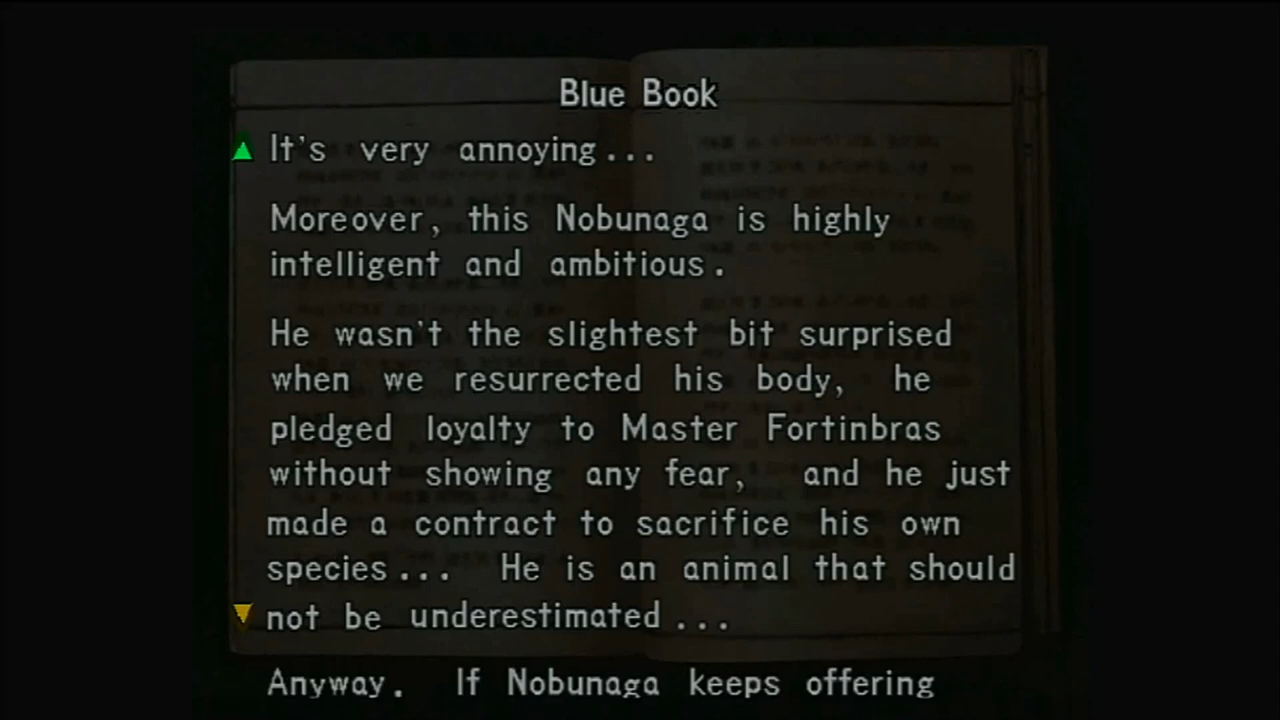 Blue Book
It's very annoying...
Moreover, this Nobunaga is highly
intelligent and ambitious.
He wasn't the slightest bit surprised
when we resurrected his body, he
pledged loyalty to Master Fortinbras
without showing any fear, and he just
made a contract to sacrifice his own
species... He is an animal that should
not be underestimated...
Anyway. If Nobunaga keeps offering